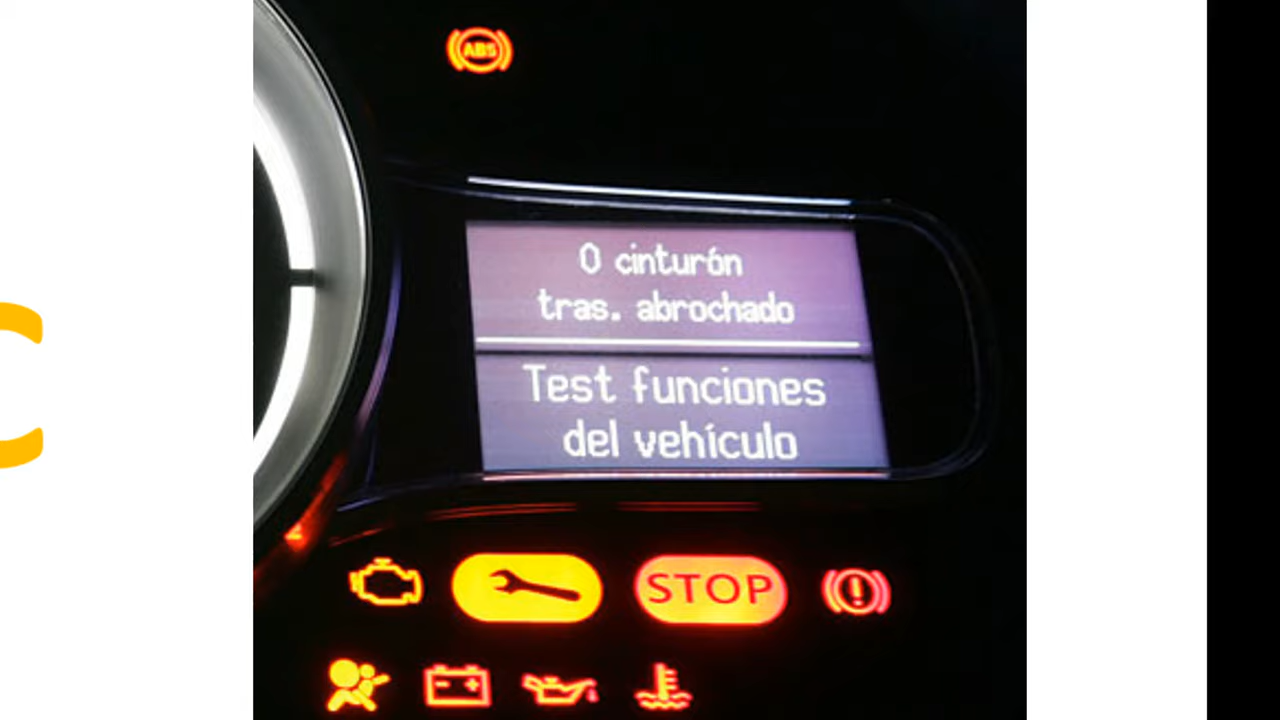 ABS
0 cinturón
tras. abrochado
Test funciones
del vehículo
STOP